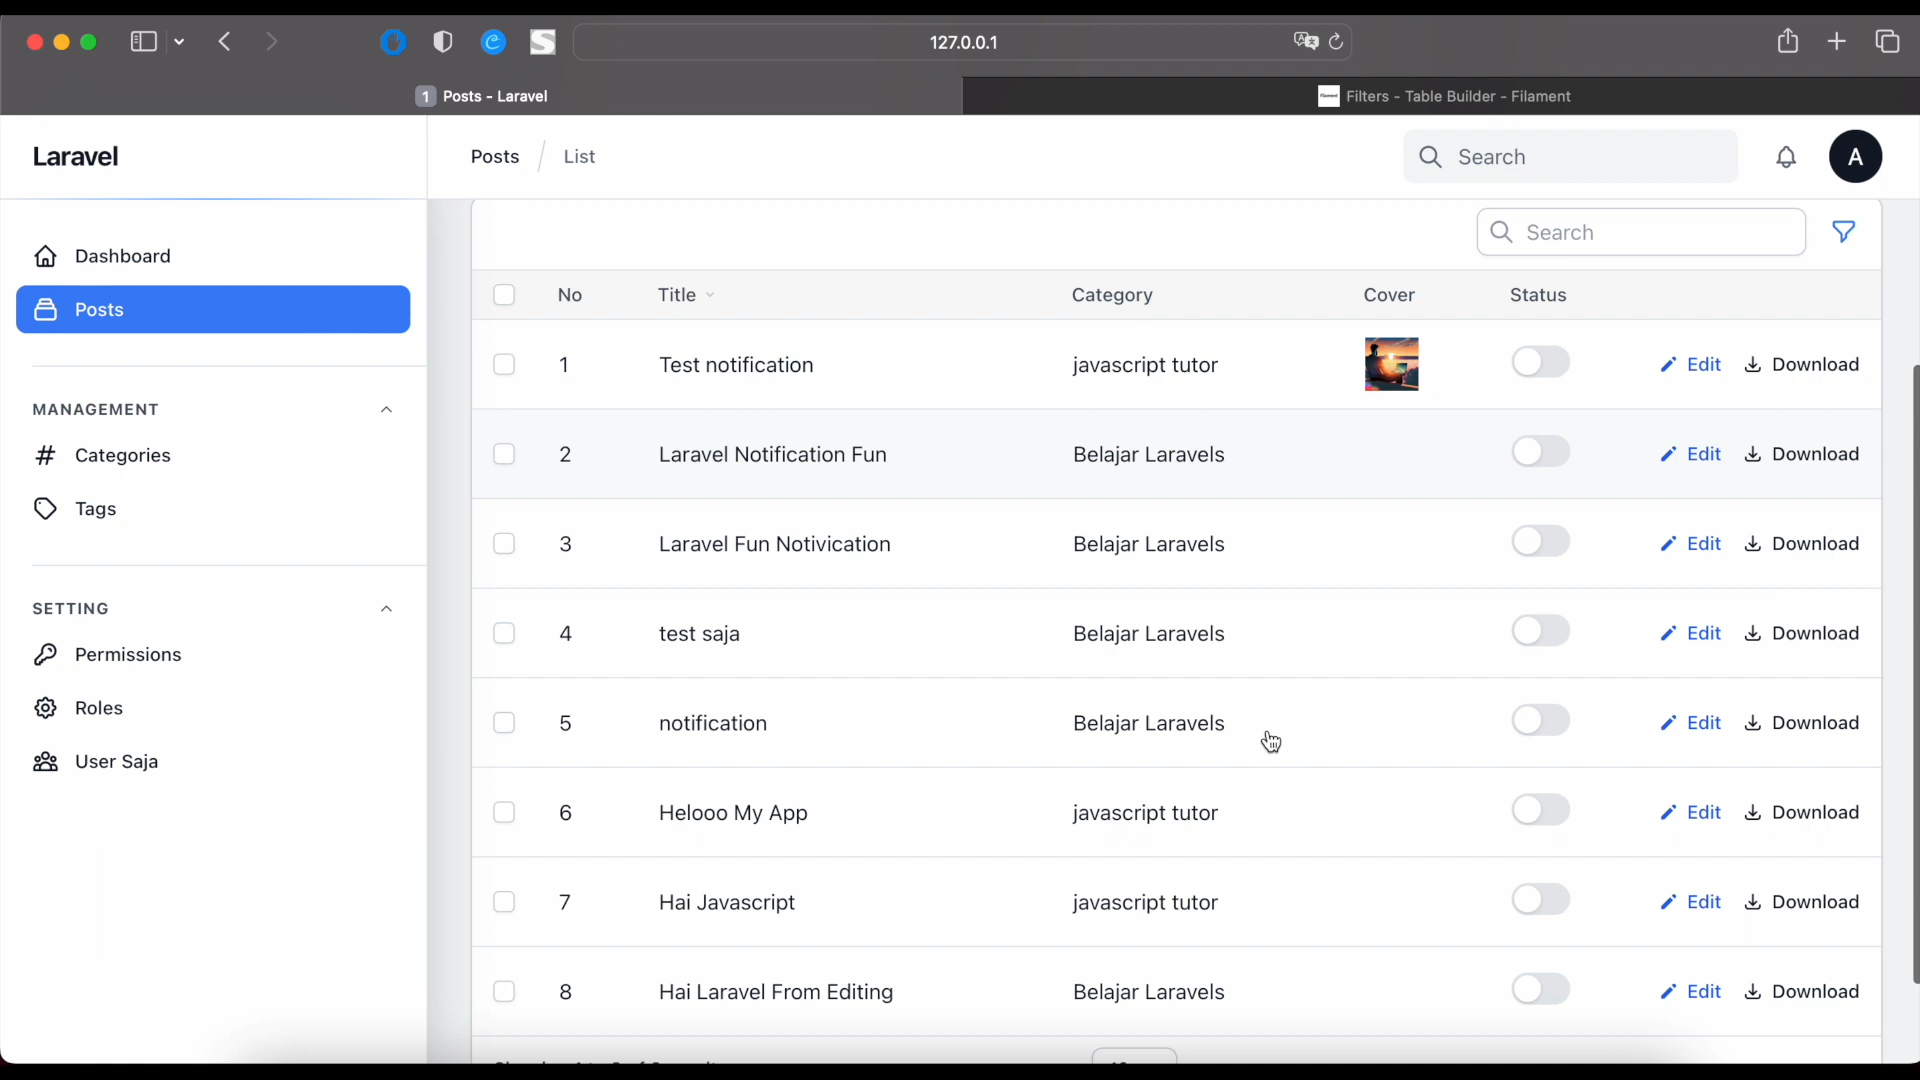 127.0.0.1
1 Posts - Laravel
Filters - Table Builder - Filament
Laravel
Posts / List
Search
A
Dashboard
Posts
MANAGEMENT
Categories
Tags
SETTING
Permissions
Roles
User Saja
Search
No Title Category Cover Status
1 Test notification javascript tutor Edit Download
2 Laravel Notification Fun Belajar Laravels Edit Download
3 Laravel Fun Notivication Belajar Laravels Edit Download
4 test saja Belajar Laravels Edit Download
5 notification Belajar Laravels Edit Download
6 Helooo My App javascript tutor Edit Download
7 Hai Javascript javascript tutor Edit Download
8 Hai Laravel From Editing Belajar Laravels Edit Download